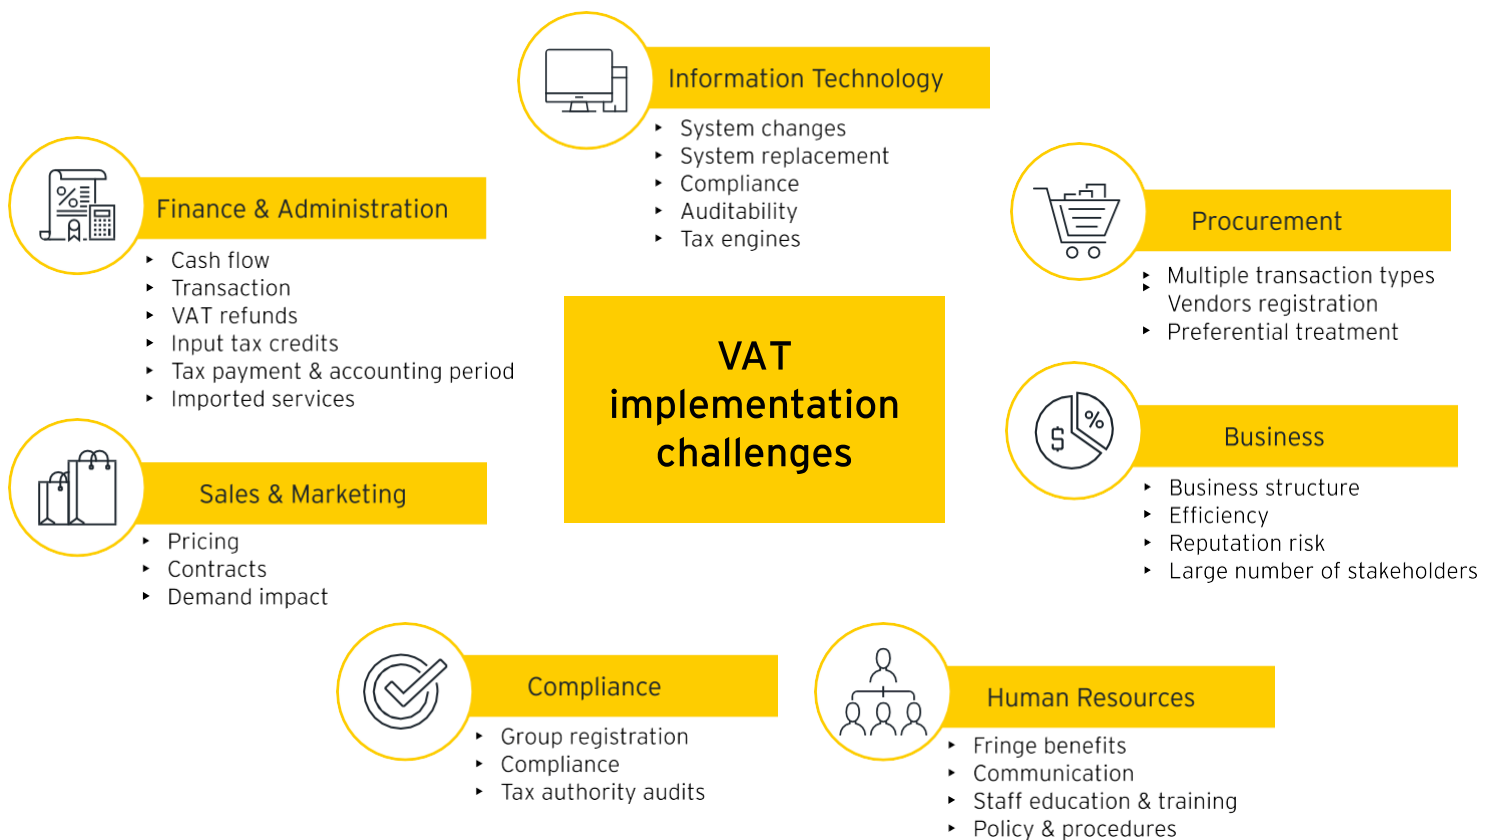 Information Technology
‣ System changes
‣ System replacement
‣ Compliance
‣ Auditability
‣ Tax engines
Finance & Administration
‣ Cash flow
‣ Transaction
‣ VAT refunds
‣ Input tax credits
‣ Tax payment & accounting period
‣ Imported services
Procurement
‣ Multiple transaction types
‣ Vendors registration
‣ Preferential treatment
VAT
implementation
challenges
Business
‣ Business structure
‣ Efficiency
‣ Reputation risk
‣ Large number of stakeholders
Sales & Marketing
‣ Pricing
‣ Contracts
‣ Demand impact
Compliance
‣ Group registration
‣ Compliance
‣ Tax authority audits
Human Resources
‣ Fringe benefits
‣ Communication
‣ Staff education & training
‣ Policy & procedures
%
$
%